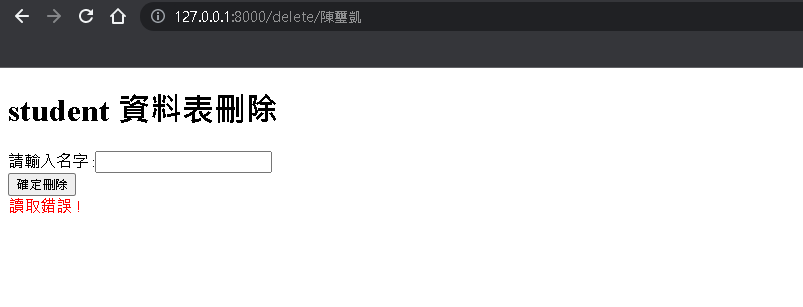 127.0.0.1:8000/delete/陳璽凱
student 資料表刪除
請輸入名字 :
確定刪除
讀取錯誤 !